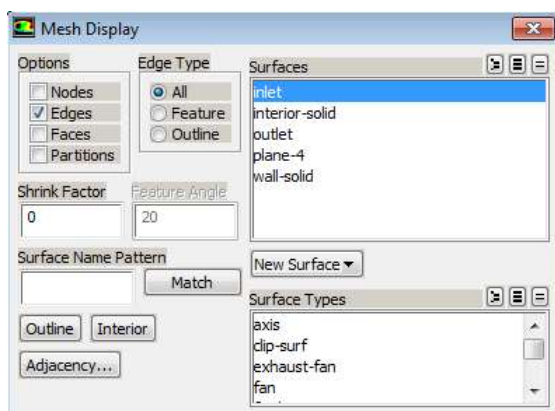 Mesh Display
Options
Nodes
Edges
Faces
Partitions
Edge Type
All
Feature
Outline
Shrink Factor
0
Feature Angle
20
Surface Name Pattern
Match
Outline
Interior
Adjacency...
Surfaces
inlet
interior-solid
outlet
plane-4
wall-solid
New Surface
Surface Types
axis
clip-surf
exhaust-fan
fan